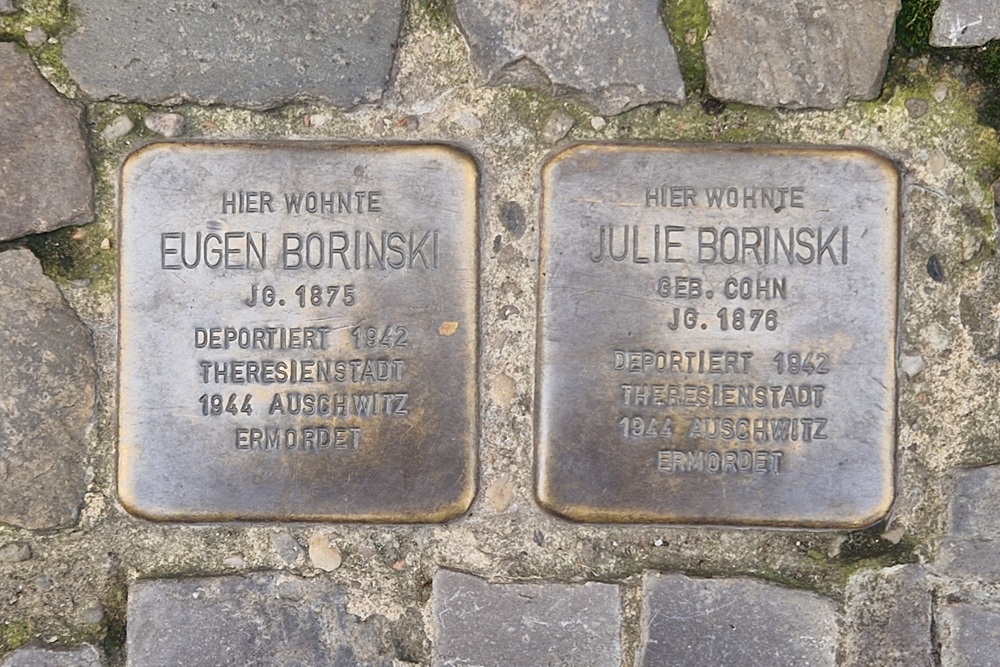 HIER WOHNTE
EUGEN BORINSKI
JG. 1875
DEPORTIERT 1942
THERESIENSTADT
1944 AUSCHWITZ
ERMORDET
HIER WOHNTE
JULIE BORINSKI
GEB. COHN
JG. 1876
DEPORTIERT 1942
THERESIENSTADT
1944 AUSCHWITZ
ERMORDET